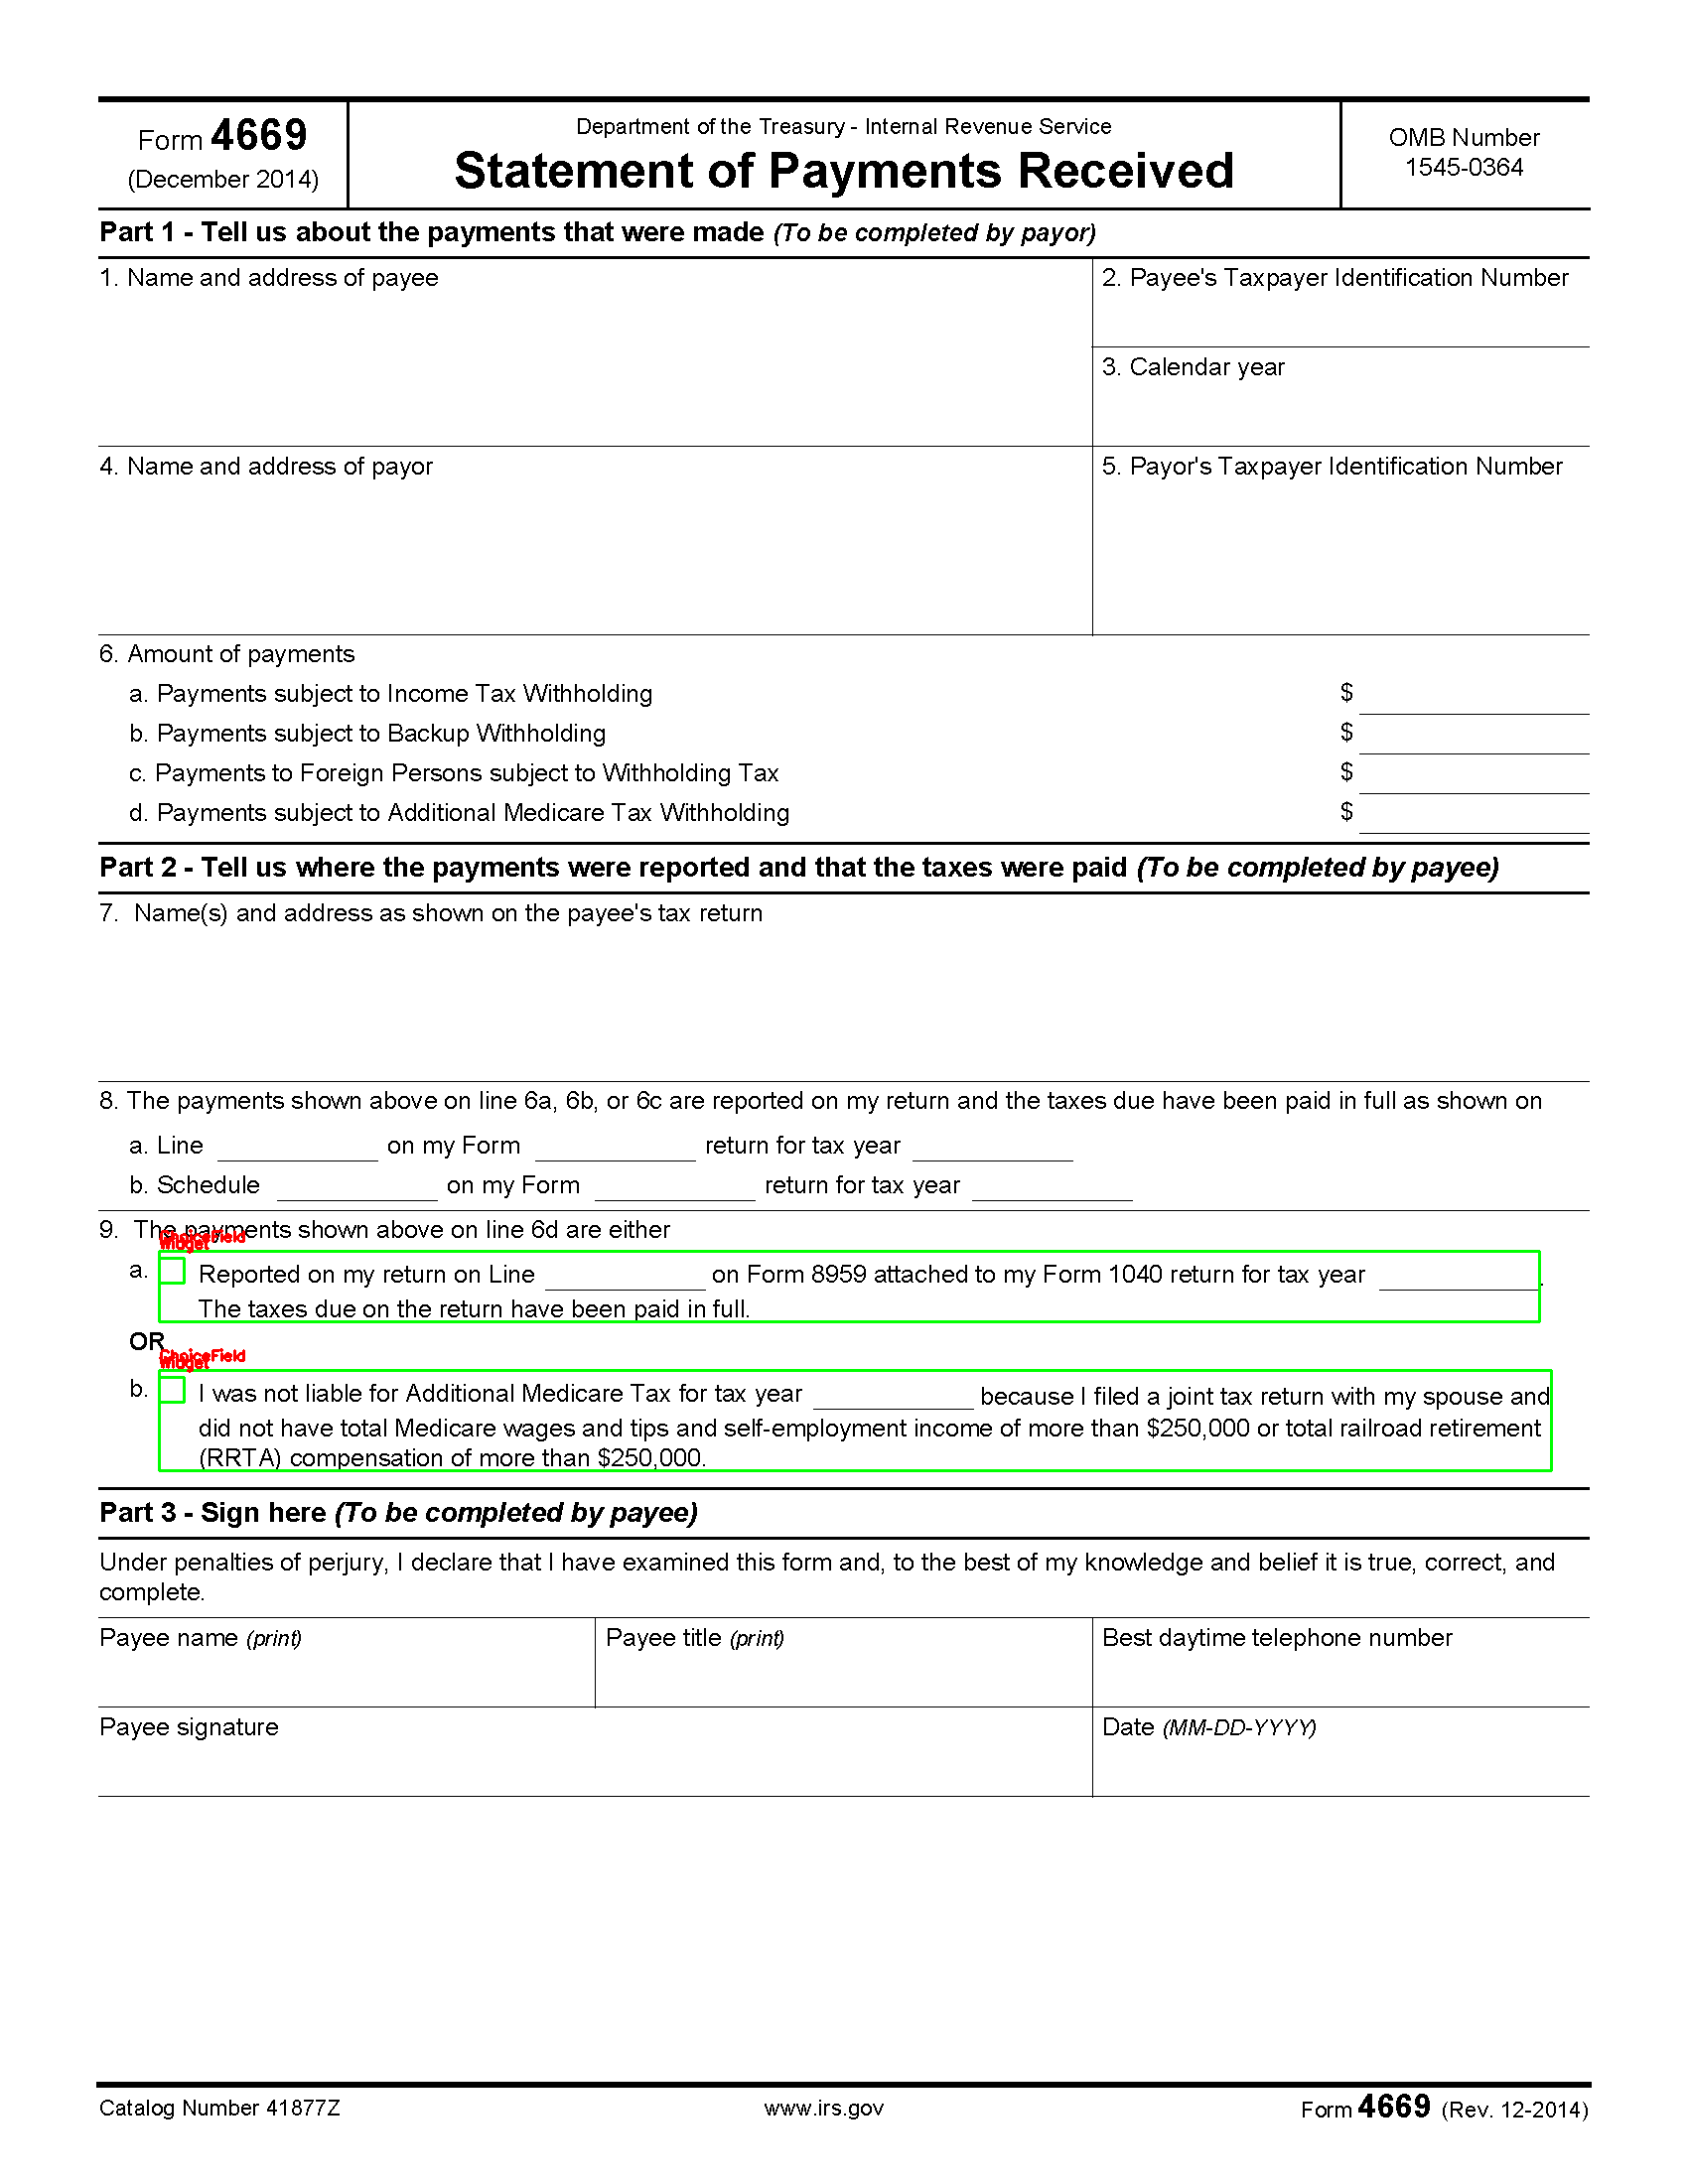 Form 4669
(December 2014)
Department of the Treasury - Internal Revenue Service
Statement of Payments Received
OMB Number
1545-0364
Part 1 - Tell us about the payments that were made (To be completed by payor)
1. Name and address of payee
2. Payee's Taxpayer Identification Number
3. Calendar year
4. Name and address of payor
5. Payor's Taxpayer Identification Number
6. Amount of payments
a. Payments subject to Income Tax Withholding $
b. Payments subject to Backup Withholding $
c. Payments to Foreign Persons subject to Withholding Tax $
d. Payments subject to Additional Medicare Tax Withholding $
Part 2 - Tell us where the payments were reported and that the taxes were paid (To be completed by payee)
7. Name(s) and address as shown on the payee's tax return
8. The payments shown above on line 6a, 6b, or 6c are reported on my return and the taxes due have been paid in full as shown on
a. Line on my Form return for tax year
b. Schedule on my Form return for tax year
9. The payments shown above on line 6d are either
ChoiceField
Widget
a. Reported on my return on Line on Form 8959 attached to my Form 1040 return for tax year .
The taxes due on the return have been paid in full.
OR
ChoiceField
Widget
b. I was not liable for Additional Medicare Tax for tax year because I filed a joint tax return with my spouse and
did not have total Medicare wages and tips and self-employment income of more than $250,000 or total railroad retirement
(RRTA) compensation of more than $250,000.
Part 3 - Sign here (To be completed by payee)
Under penalties of perjury, I declare that I have examined this form and, to the best of my knowledge and belief it is true, correct, and
complete.
Payee name (print)
Payee title (print)
Best daytime telephone number
Payee signature
Date (MM-DD-YYYY)
Catalog Number 41877Z
www.irs.gov
Form 4669 (Rev. 12-2014)